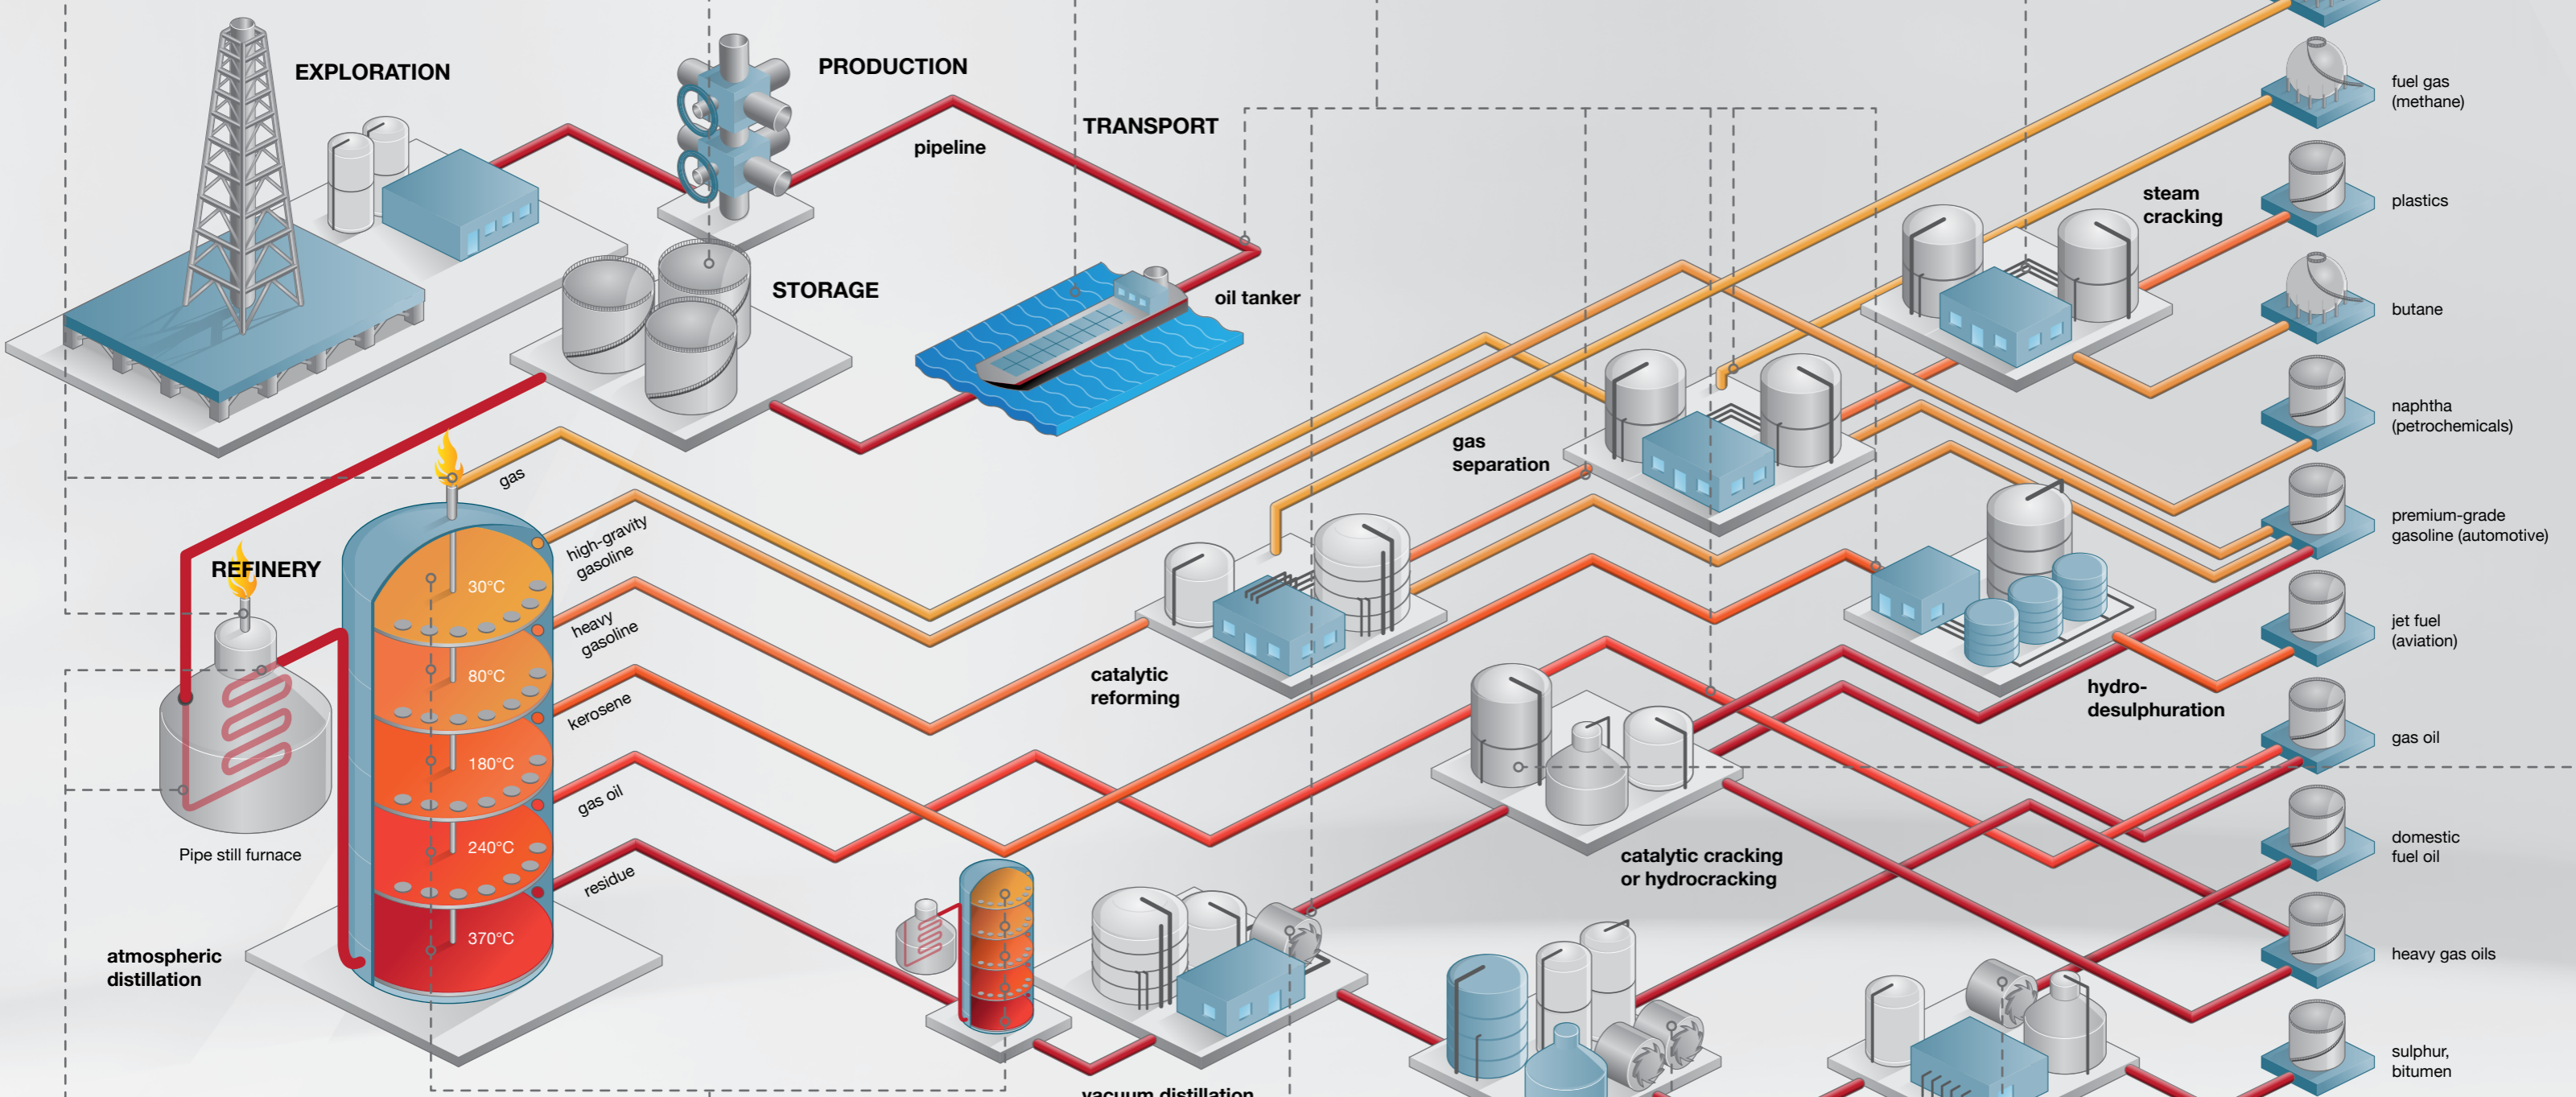 EXPLORATION
PRODUCTION
pipeline
TRANSPORT
STORAGE
oil tanker
REFINERY
Pipe still furnace
atmospheric
distillation
30°C
80°C
180°C
240°C
370°C
gas
high-gravity
gasoline
heavy
gasoline
kerosene
gas oil
residue
vacuum distillation
catalytic
reforming
gas
separation
catalytic cracking
or hydrocracking
steam
cracking
hydro-
desulphuration
fuel gas
(methane)
plastics
butane
naphtha
(petrochemicals)
premium-grade
gasoline (automotive)
jet fuel
(aviation)
gas oil
domestic
fuel oil
heavy gas oils
sulphur,
bitumen